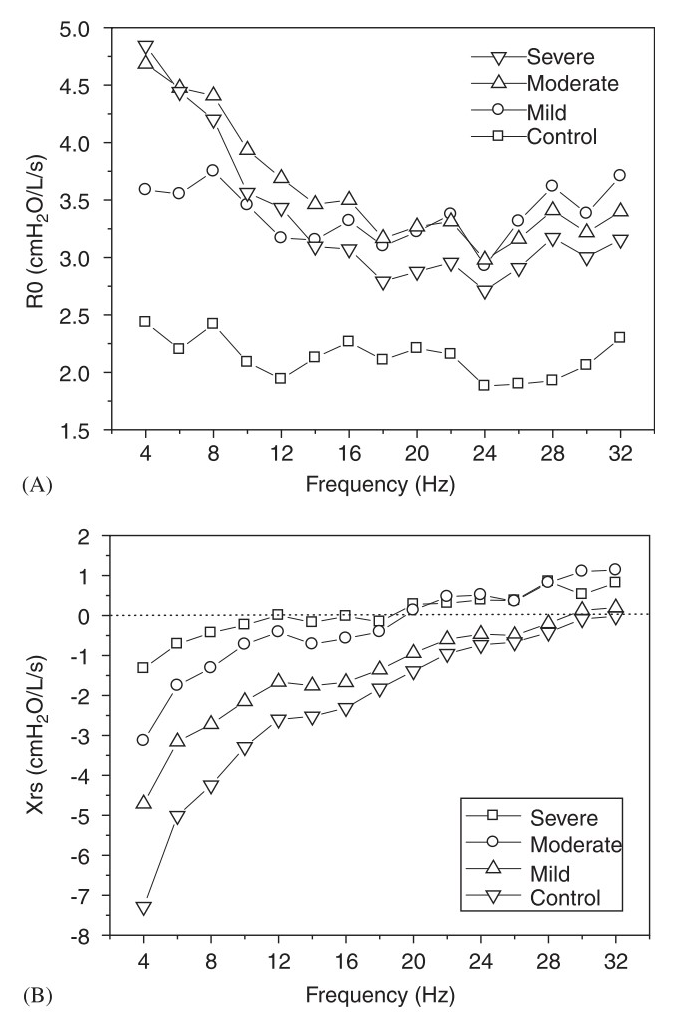 5.0
4.5
4.0
3.5
3.0
2.5
2.0
1.5
R0 (cmH₂O/L/s)
Severe
Moderate
Mild
Control
4 8 12 16 20 24 28 32
(A) Frequency (Hz)
2
1
0
-1
-2
-3
-4
-5
-6
-7
-8
Xrs (cmH₂O/L/s)
Severe
Moderate
Mild
Control
4 8 12 16 20 24 28 32
(B) Frequency (Hz)